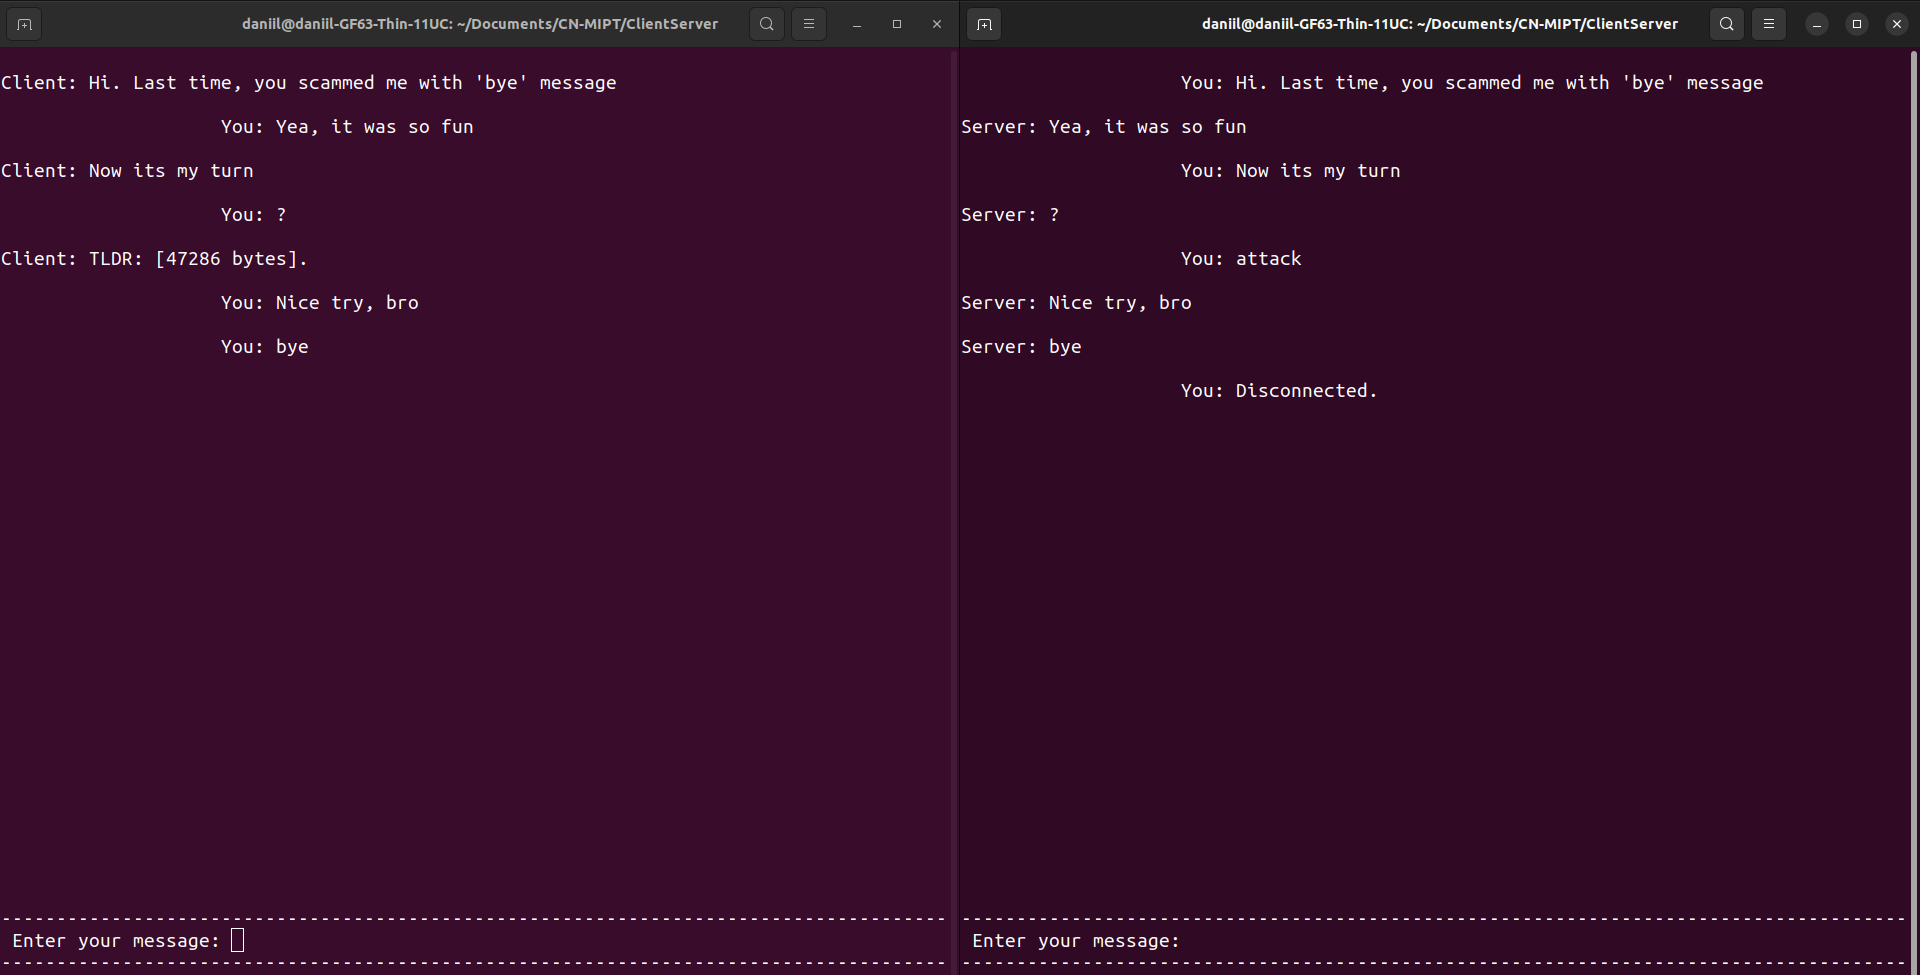 daniil@daniil-GF63-Thin-11UC: ~/Documents/CN-MIPT/ClientServer
Client: Hi. Last time, you scammed me with 'bye' message
You: Yea, it was so fun
Client: Now its my turn
You: ?
Client: TLDR: [47286 bytes].
You: Nice try, bro
You: bye
--------------------------------------------------------------------------------------
Enter your message:
--------------------------------------------------------------------------------------
daniil@daniil-GF63-Thin-11UC: ~/Documents/CN-MIPT/ClientServer
You: Hi. Last time, you scammed me with 'bye' message
Server: Yea, it was so fun
You: Now its my turn
Server: ?
You: attack
Server: Nice try, bro
Server: bye
You: Disconnected.
--------------------------------------------------------------------------------------
Enter your message:
--------------------------------------------------------------------------------------